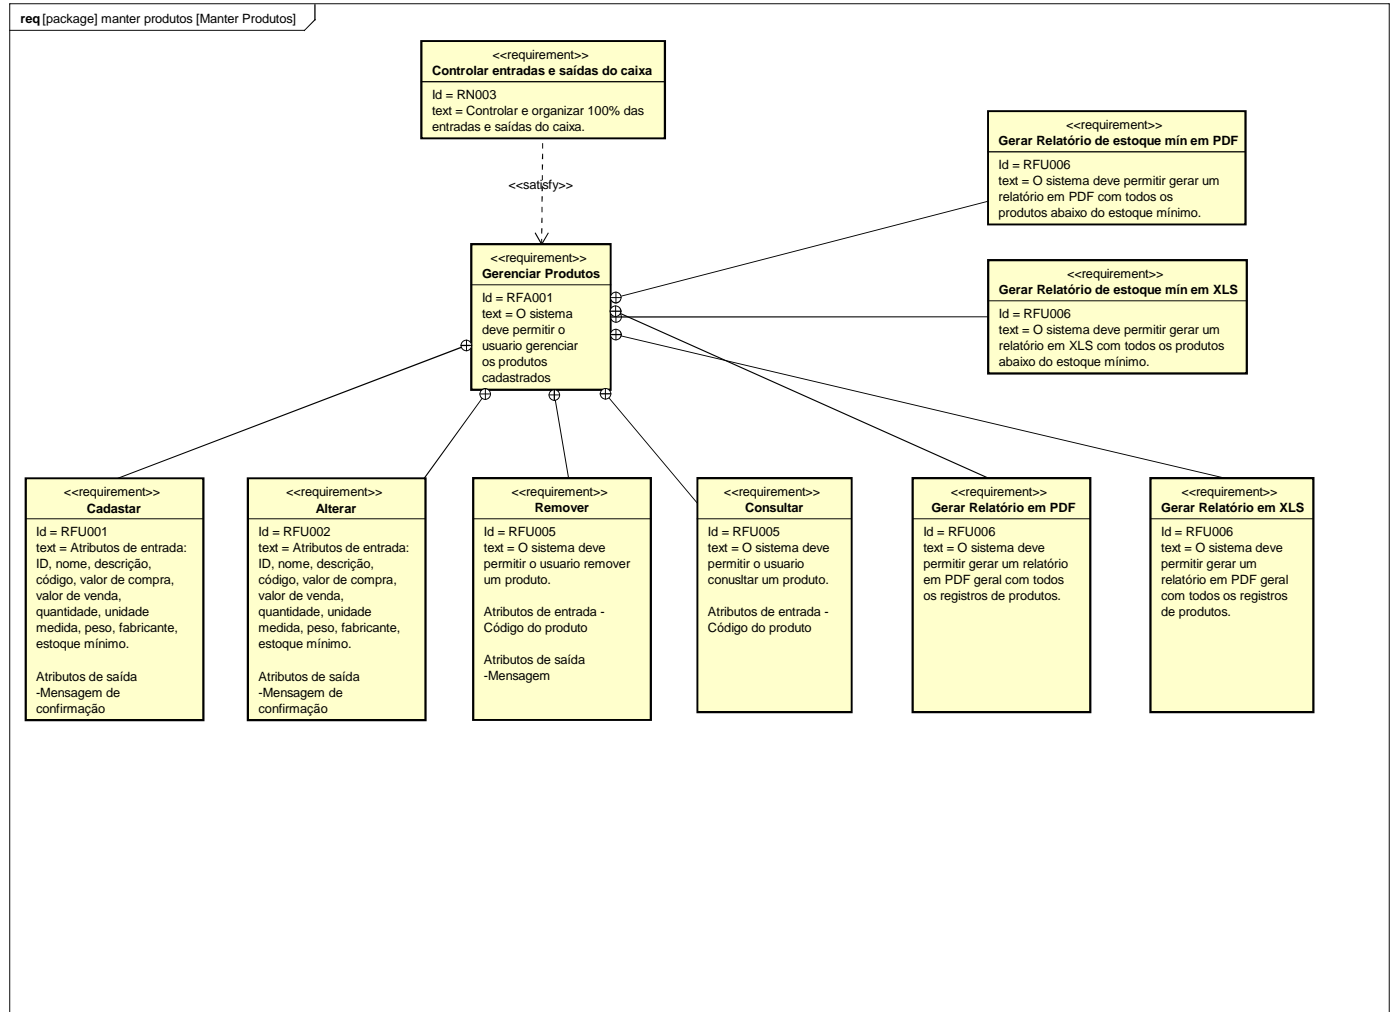 req [package] manter produtos [Manter Produtos]
<<requirement>>
Controlar entradas e saídas do caixa
Id = RN003
text = Controlar e organizar 100% das
entradas e saídas do caixa.
<<satisfy>>
<<requirement>>
Gerar Relatório de estoque mín em PDF
Id = RFU006
text = O sistema deve permitir gerar um
relatório em PDF com todos os
produtos abaixo do estoque mínimo.
<<requirement>>
Gerenciar Produtos
Id = RFA001
text = O sistema
deve permitir o
usuario gerenciar
os produtos
cadastrados
<<requirement>>
Gerar Relatório de estoque mín em XLS
Id = RFU006
text = O sistema deve permitir gerar um
relatório em XLS com todos os produtos
abaixo do estoque mínimo.
<<requirement>>
Cadastar
Id = RFU001
text = Atributos de entrada:
ID, nome, descrição,
código, valor de compra,
valor de venda,
quantidade, unidade
medida, peso, fabricante,
estoque mínimo.
Atributos de saída
-Mensagem de
confirmação
<<requirement>>
Alterar
Id = RFU002
text = Atributos de entrada:
ID, nome, descrição,
código, valor de compra,
valor de venda,
quantidade, unidade
medida, peso, fabricante,
estoque mínimo.
Atributos de saída
-Mensagem de
confirmação
<<requirement>>
Remover
Id = RFU005
text = O sistema deve
permitir o usuario remover
um produto.
Atributos de entrada -
Código do produto
Atributos de saída
-Mensagem
<<requirement>>
Consultar
Id = RFU005
text = O sistema deve
permitir o usuario
conusltar um produto.
Atributos de entrada -
Código do produto
<<requirement>>
Gerar Relatório em PDF
Id = RFU006
text = O sistema deve
permitir gerar um relatório
em PDF geral com todos
os registros de produtos.
<<requirement>>
Gerar Relatório em XLS
Id = RFU006
text = O sistema deve
permitir gerar um
relatório em PDF geral
com todos os registros
de produtos.